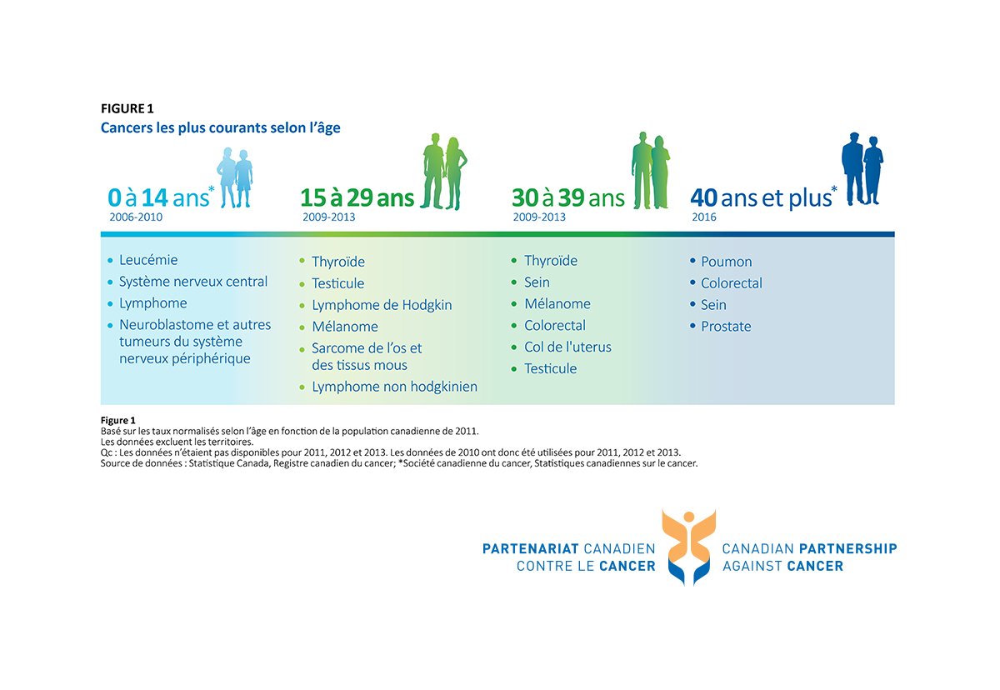 FIGURE 1
Cancers les plus courants selon l’âge
0 à 14 ans*
2006-2010
15 à 29 ans
2009-2013
30 à 39 ans
2009-2013
40 ans et plus*
2016
• Leucémie
• Système nerveux central
• Lymphome
• Neuroblastome et autres
tumeurs du système
nerveux périphérique
• Thyroïde
• Testicule
• Lymphome de Hodgkin
• Mélanome
• Sarcome de l’os et
des tissus mous
• Lymphome non hodgkinien
• Thyroïde
• Sein
• Mélanome
• Colorectal
• Col de l'uterus
• Testicule
• Poumon
• Colorectal
• Sein
• Prostate
Figure 1
Basé sur les taux normalisés selon l’âge en fonction de la population canadienne de 2011.
Les données excluent les territoires.
Qc : Les données n’étaient pas disponibles pour 2011, 2012 et 2013. Les données de 2010 ont donc été utilisées pour 2011, 2012 et 2013.
Source de données : Statistique Canada, Registre canadien du cancer; *Société canadienne du cancer, Statistiques canadiennes sur le cancer.
PARTENARIAT CANADIEN
CONTRE LE CANCER
CANADIAN PARTNERSHIP
AGAINST CANCER